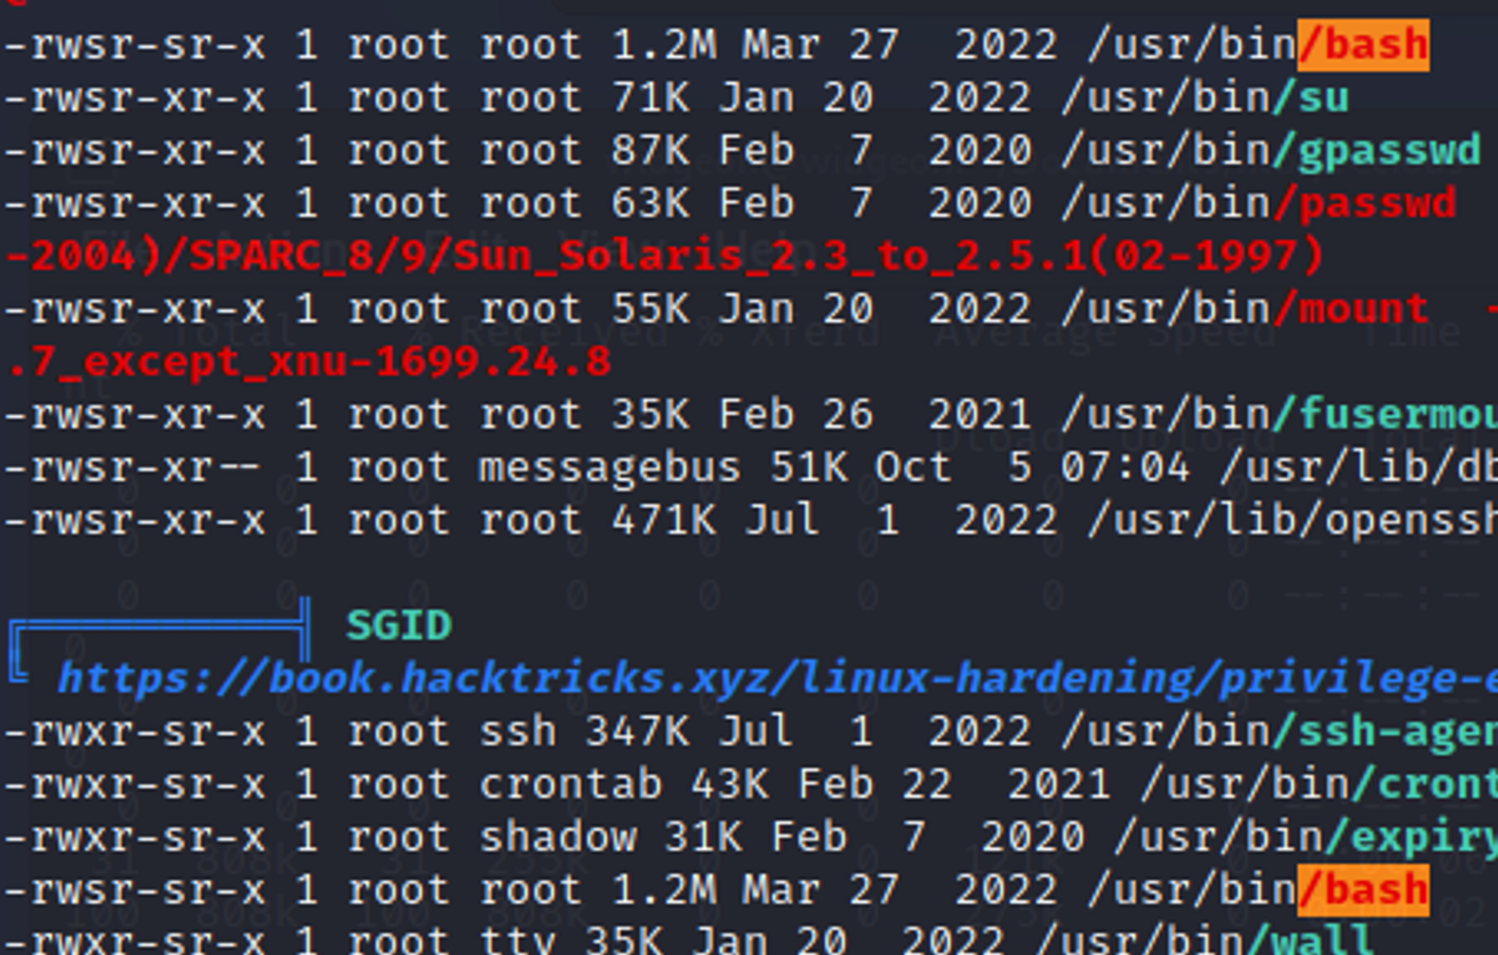 -rwsr-sr-x 1 root root 1.2M Mar 27  2022 /usr/bin/bash
-rwsr-xr-x 1 root root 71K Jan 20  2022 /usr/bin/su
-rwsr-xr-x 1 root root 87K Feb  7  2020 /usr/bin/gpasswd
-rwsr-xr-x 1 root root 63K Feb  7  2020 /usr/bin/passwd
-2004)/SPARC_8/9/Sun_Solaris_2.3_to_2.5.1(02-1997)
-rwsr-xr-x 1 root root 55K Jan 20  2022 /usr/bin/mount  -
.7_except_xnu-1699.24.8
-rwsr-xr-x 1 root root 35K Feb 26  2021 /usr/bin/fusermou
-rwsr-xr-- 1 root messagebus 51K Oct  5 07:04 /usr/lib/db
-rwsr-xr-x 1 root root 471K Jul  1  2022 /usr/lib/openssh
SGID
https://book.hacktricks.xyz/linux-hardening/privilege-e
-rwxr-sr-x 1 root ssh 347K Jul  1  2022 /usr/bin/ssh-agen
-rwxr-sr-x 1 root crontab 43K Feb 22  2021 /usr/bin/cront
-rwxr-sr-x 1 root shadow 31K Feb  7  2020 /usr/bin/expiry
-rwsr-sr-x 1 root root 1.2M Mar 27  2022 /usr/bin/bash
-rwxr-sr-x 1 root tty 35K Jan 20  2022 /usr/bin/wall